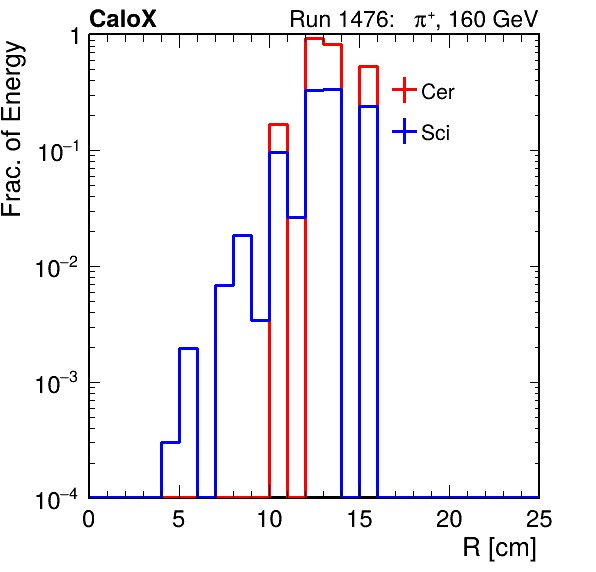 CaloX Run 1476: π⁺, 160 GeV
Frac. of Energy
1
10⁻¹
10⁻²
10⁻³
10⁻⁴
Cer
Sci
0 5 10 15 20 25
R [cm]